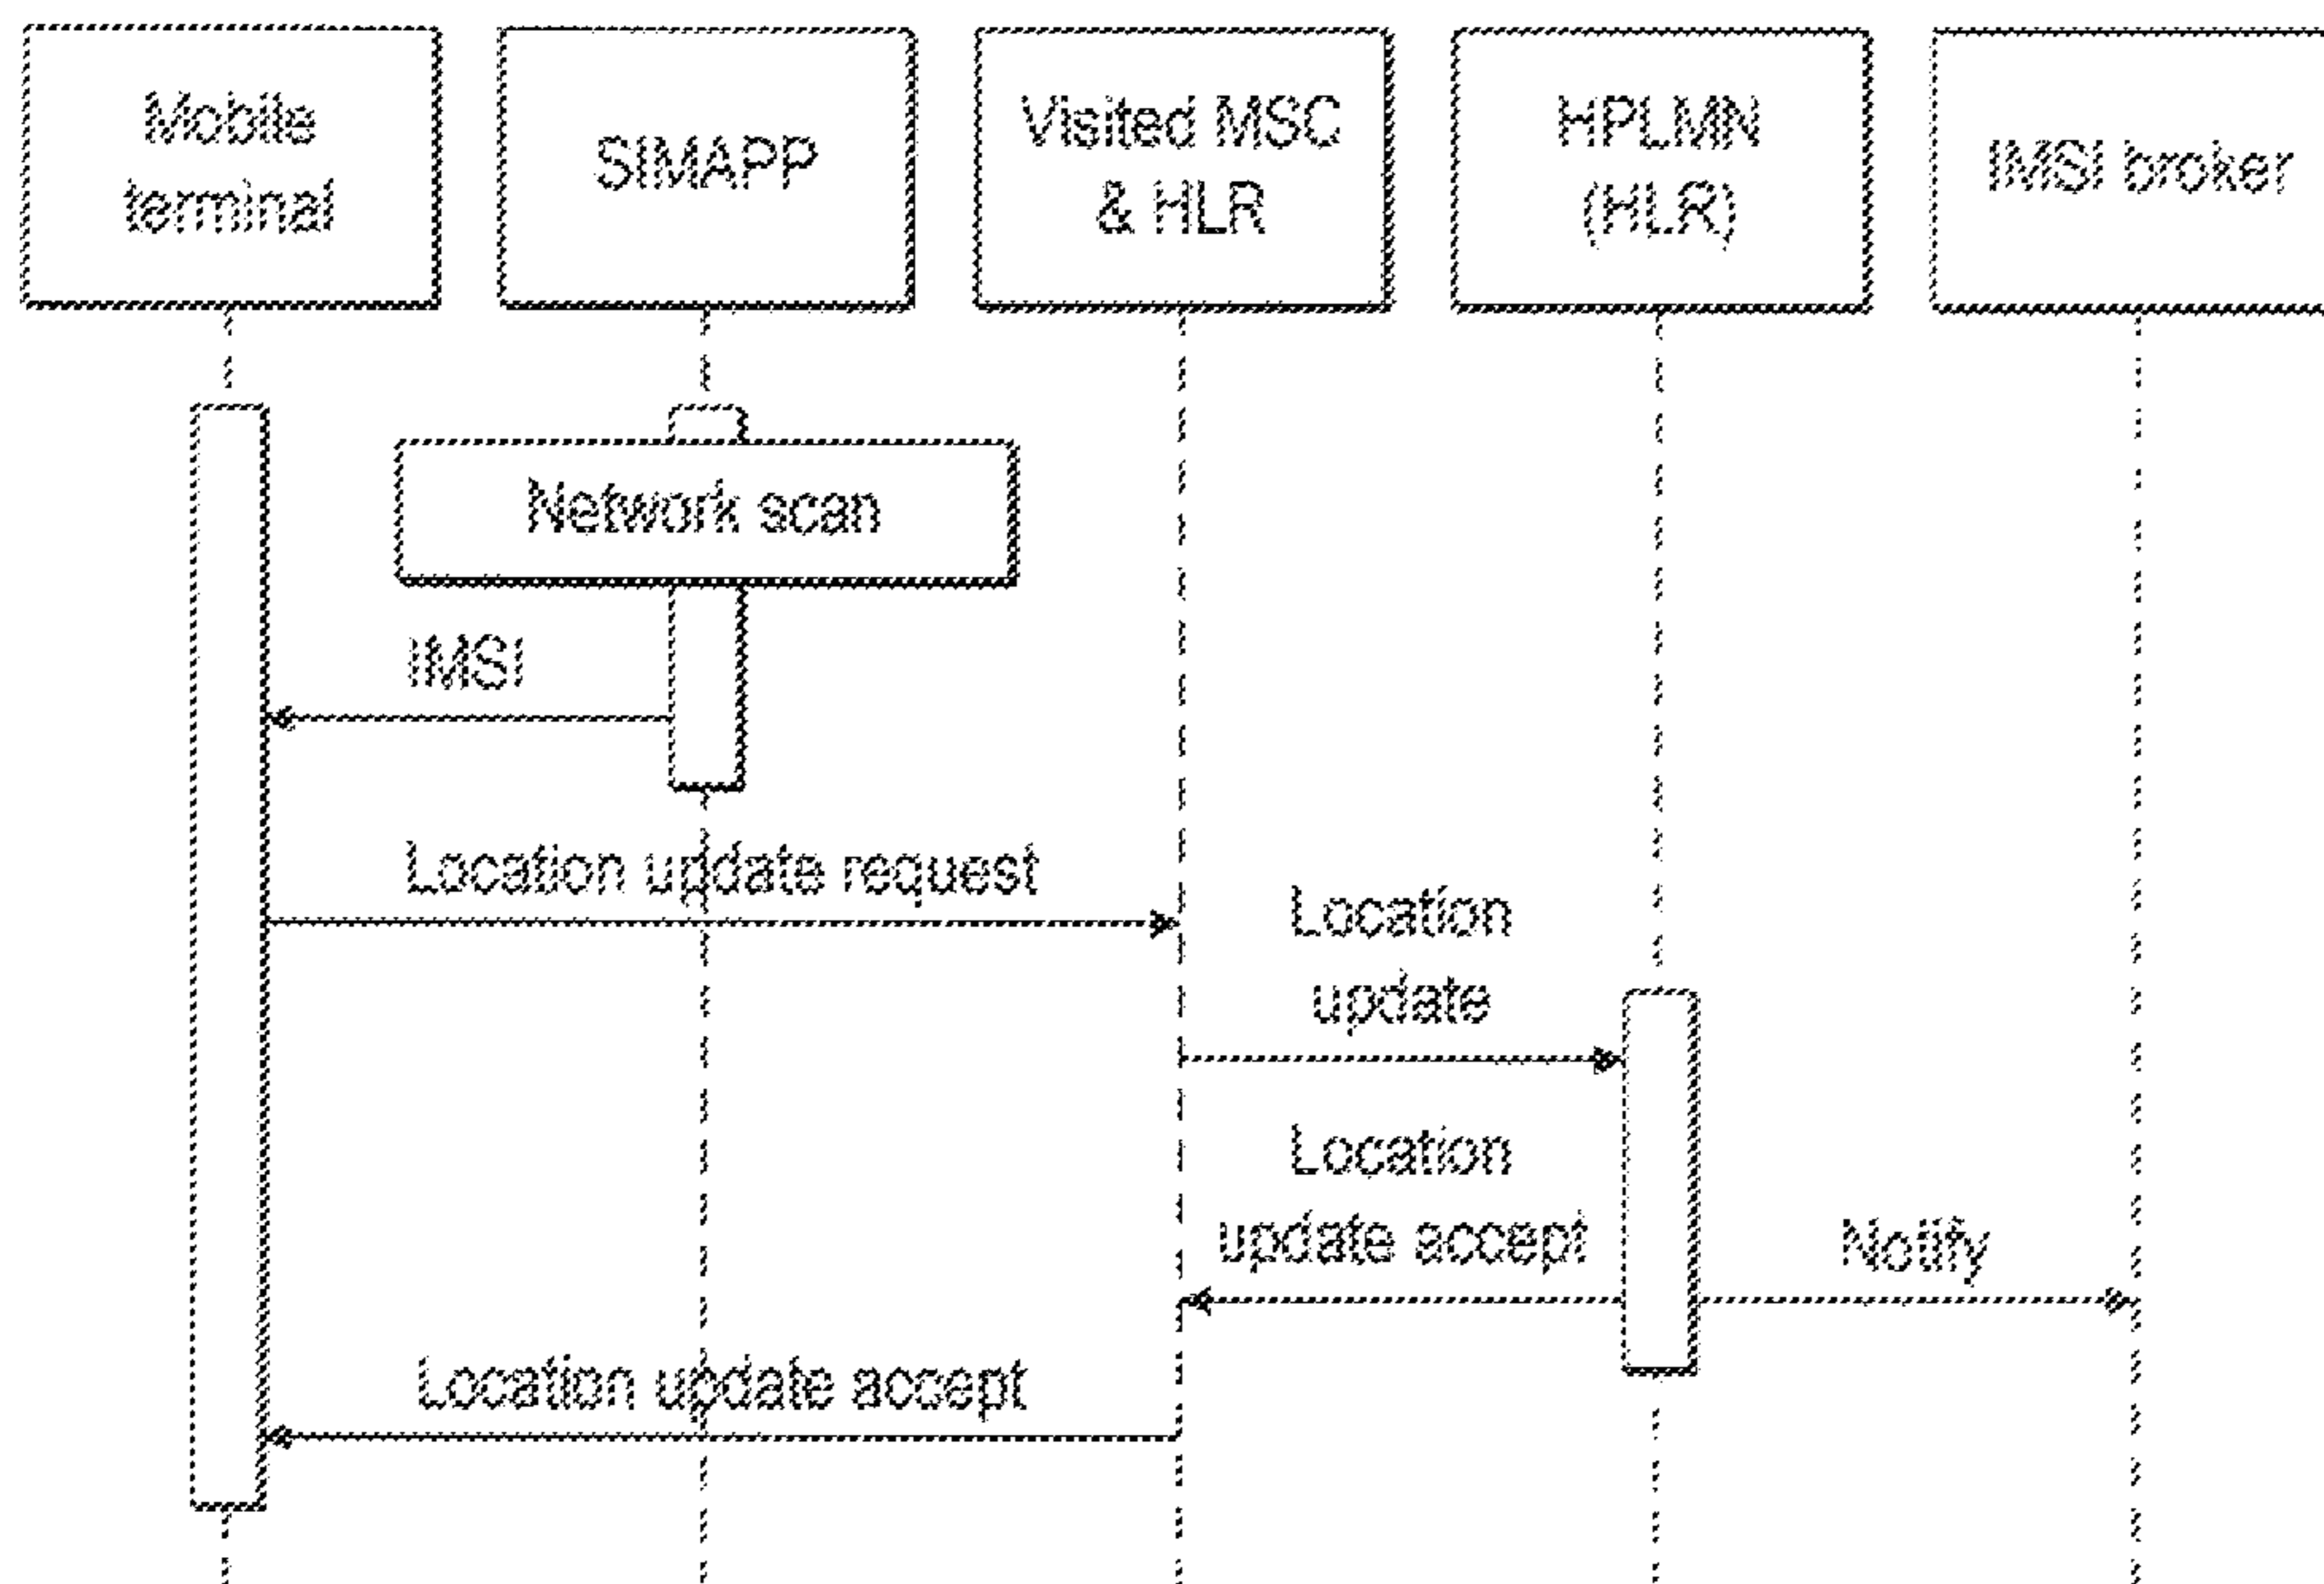 Mobile
terminal
SIMAPP
Visited MSC
& HLR
HPLMN
(HLR)
IMSI broker
Network scan
IMSI
Location update request
Location
update
Location
update accept
Notify
Location update accept